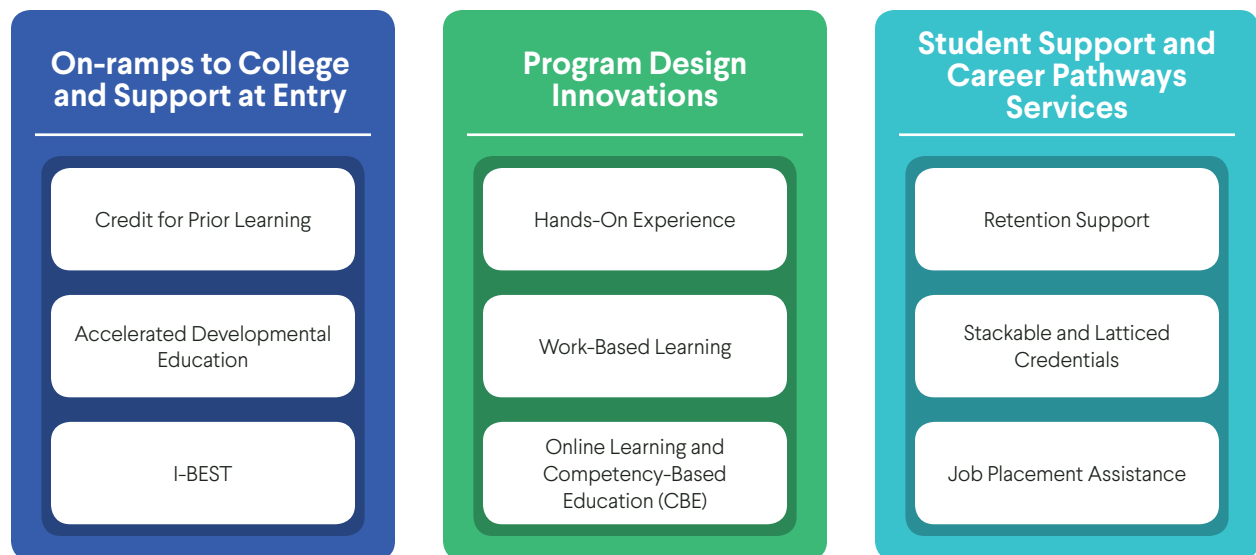 On-ramps to College
and Support at Entry
Credit for Prior Learning
Accelerated Developmental
Education
I-BEST
Program Design
Innovations
Hands-On Experience
Work-Based Learning
Online Learning and
Competency-Based
Education (CBE)
Student Support and
Career Pathways
Services
Retention Support
Stackable and Latticed
Credentials
Job Placement Assistance